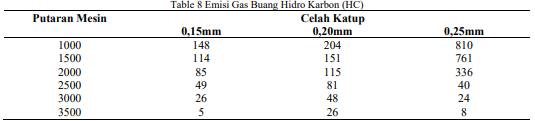 Table 8 Emisi Gas Buang Hidro Karbon (HC)
Putaran Mesin Celah Katup
0,15mm 0,20mm 0,25mm
1000 148 204 810
1500 114 151 761
2000 85 115 336
2500 49 81 40
3000 26 48 24
3500 5 26 8